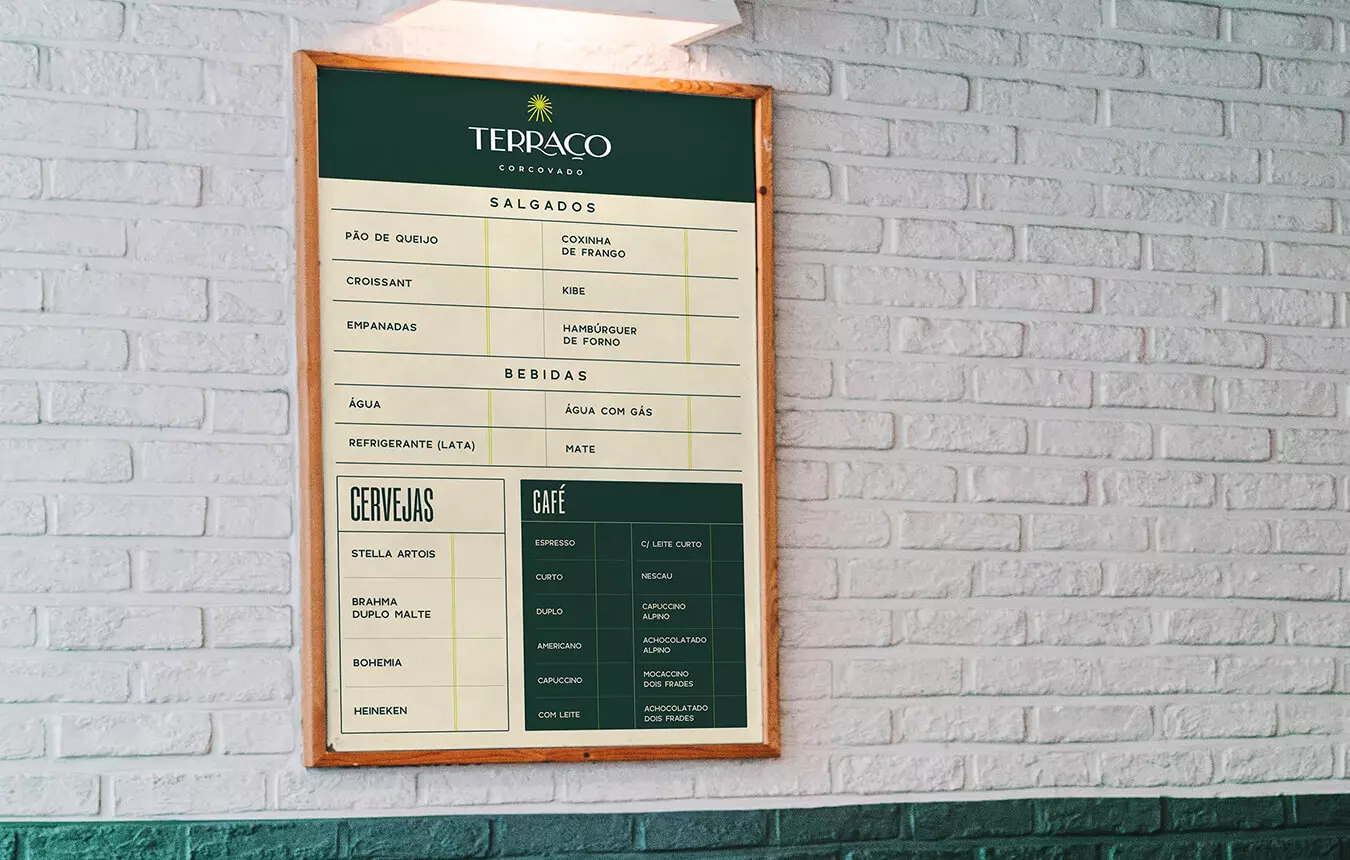 TERRAÇO
CORCOVADO
SALGADOS
PÃO DE QUEIJO
COXINHA
DE FRANGO
CROISSANT
KIBE
EMPANADAS
HAMBÚRGUER
DE FORNO
BEBIDAS
ÁGUA
ÁGUA COM GÁS
REFRIGERANTE (LATA)
MATE
CERVEJAS
STELLA ARTOIS
BRAHMA
DUPLO MALTE
BOHEMIA
HEINEKEN
CAFÉ
ESPRESSO
C/ LEITE CURTO
CURTO
NESCAU
DUPLO
CAPUCCINO
ALPINO
AMERICANO
ACHOCOLATADO
ALPINO
CAPUCCINO
MOCACCINO
DOIS FRADES
COM LEITE
ACHOCOLATADO
DOIS FRADES